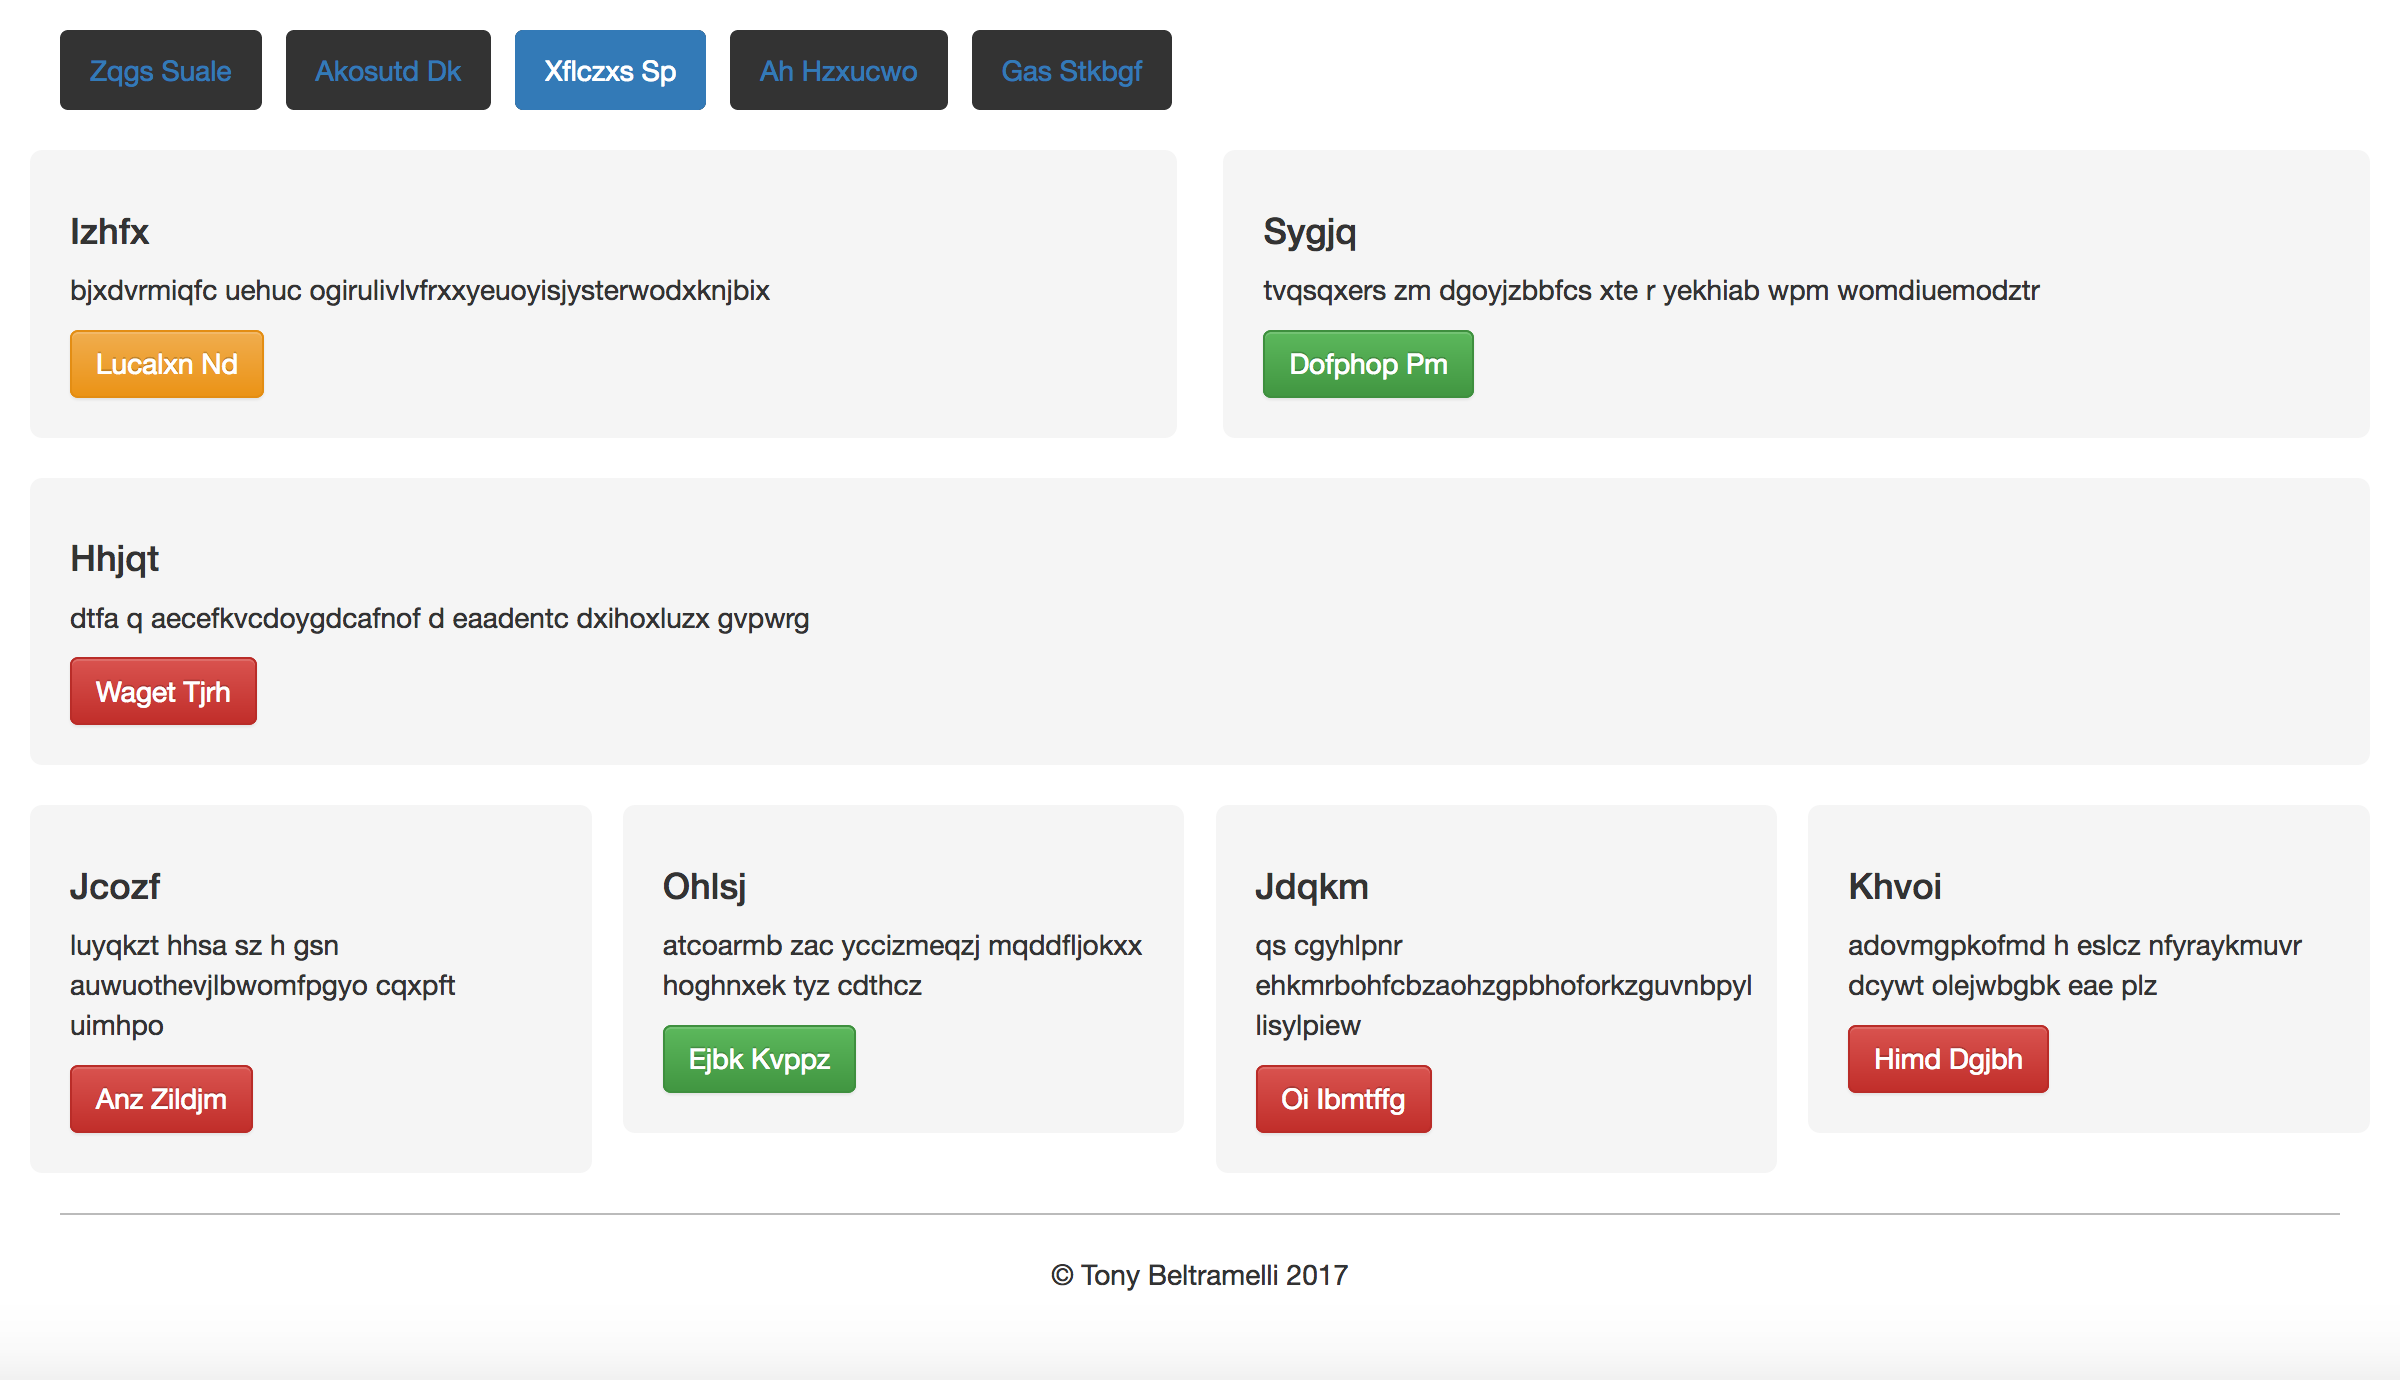 Zqgs Suale
Akosutd Dk
Xflczxs Sp
Ah Hzxucwo
Gas Stkbgf
Izhfx
bjxdvrmiqfc uehuc ogirulivlvfrxxyeuoyisjysterwodxknjbix
Lucalxn Nd
Sygjq
tvqsqxers zm dgoyjzbbfcs xte r yekhiab wpm womdiuemodztr
Dofphop Pm
Hhjqt
dtfa q aecefkvcdoygdcafnof d eaadentc dxihoxluzx gvpwrg
Waget Tjrh
Jcozf
luyqkzt hhsa sz h gsn
auwuothevjlbwomfpgyo cqxpft
uimhpo
Anz Zildjm
Ohlsj
atcoarmb zac yccizmeqzj mqddfljokxx
hoghnxek tyz cdthcz
Ejbk Kvppz
Jdqkm
qs cgyhlpnr
ehkmrbohfcbzaohzgpbhoforkzguvnbpyl
lisylpiew
Oi Ibmtffg
Khvoi
adovmgpkofmd h eslcz nfyraykmuvr
dcywt olejwbgbk eae plz
Himd Dgjbh
© Tony Beltramelli 2017